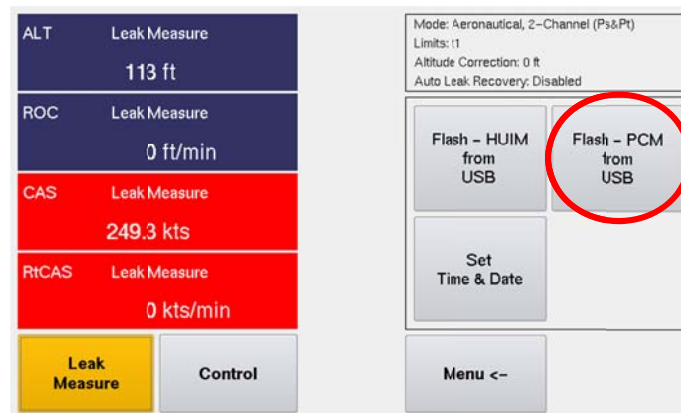 ALT Leak Measure
113 ft
ROC Leak Measure
0 ft/min
CAS Leak Measure
249.3 kts
RtCAS Leak Measure
0 kts/min
Leak
Measure
Control
Mode: Aeronautical, 2-Channel (Ps&Pt)
Limits: 1
Altitude Correction: 0 ft
Auto Leak Recovery: Disabled
Flash - HUIM
from
USB
Flash - PCM
from
USB
Set
Time & Date
Menu <-